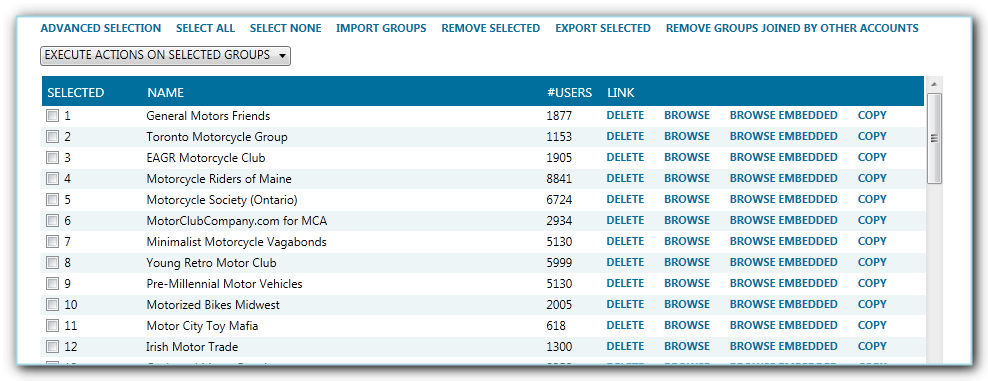 ADVANCED SELECTION SELECT ALL SELECT NONE IMPORT GROUPS REMOVE SELECTED EXPORT SELECTED REMOVE GROUPS JOINED BY OTHER ACCOUNTS
EXECUTE ACTIONS ON SELECTED GROUPS
SELECTED NAME #USERS LINK
1 General Motors Friends 1877 DELETE BROWSE BROWSE EMBEDDED COPY
2 Toronto Motorcycle Group 1153 DELETE BROWSE BROWSE EMBEDDED COPY
3 EAGR Motorcycle Club 1905 DELETE BROWSE BROWSE EMBEDDED COPY
4 Motorcycle Riders of Maine 8841 DELETE BROWSE BROWSE EMBEDDED COPY
5 Motorcycle Society (Ontario) 6724 DELETE BROWSE BROWSE EMBEDDED COPY
6 MotorClubCompany.com for MCA 2934 DELETE BROWSE BROWSE EMBEDDED COPY
7 Minimalist Motorcycle Vagabonds 5130 DELETE BROWSE BROWSE EMBEDDED COPY
8 Young Retro Motor Club 5999 DELETE BROWSE BROWSE EMBEDDED COPY
9 Pre-Millennial Motor Vehicles 5130 DELETE BROWSE BROWSE EMBEDDED COPY
10 Motorized Bikes Midwest 2005 DELETE BROWSE BROWSE EMBEDDED COPY
11 Motor City Toy Mafia 618 DELETE BROWSE BROWSE EMBEDDED COPY
12 Irish Motor Trade 1300 DELETE BROWSE BROWSE EMBEDDED COPY